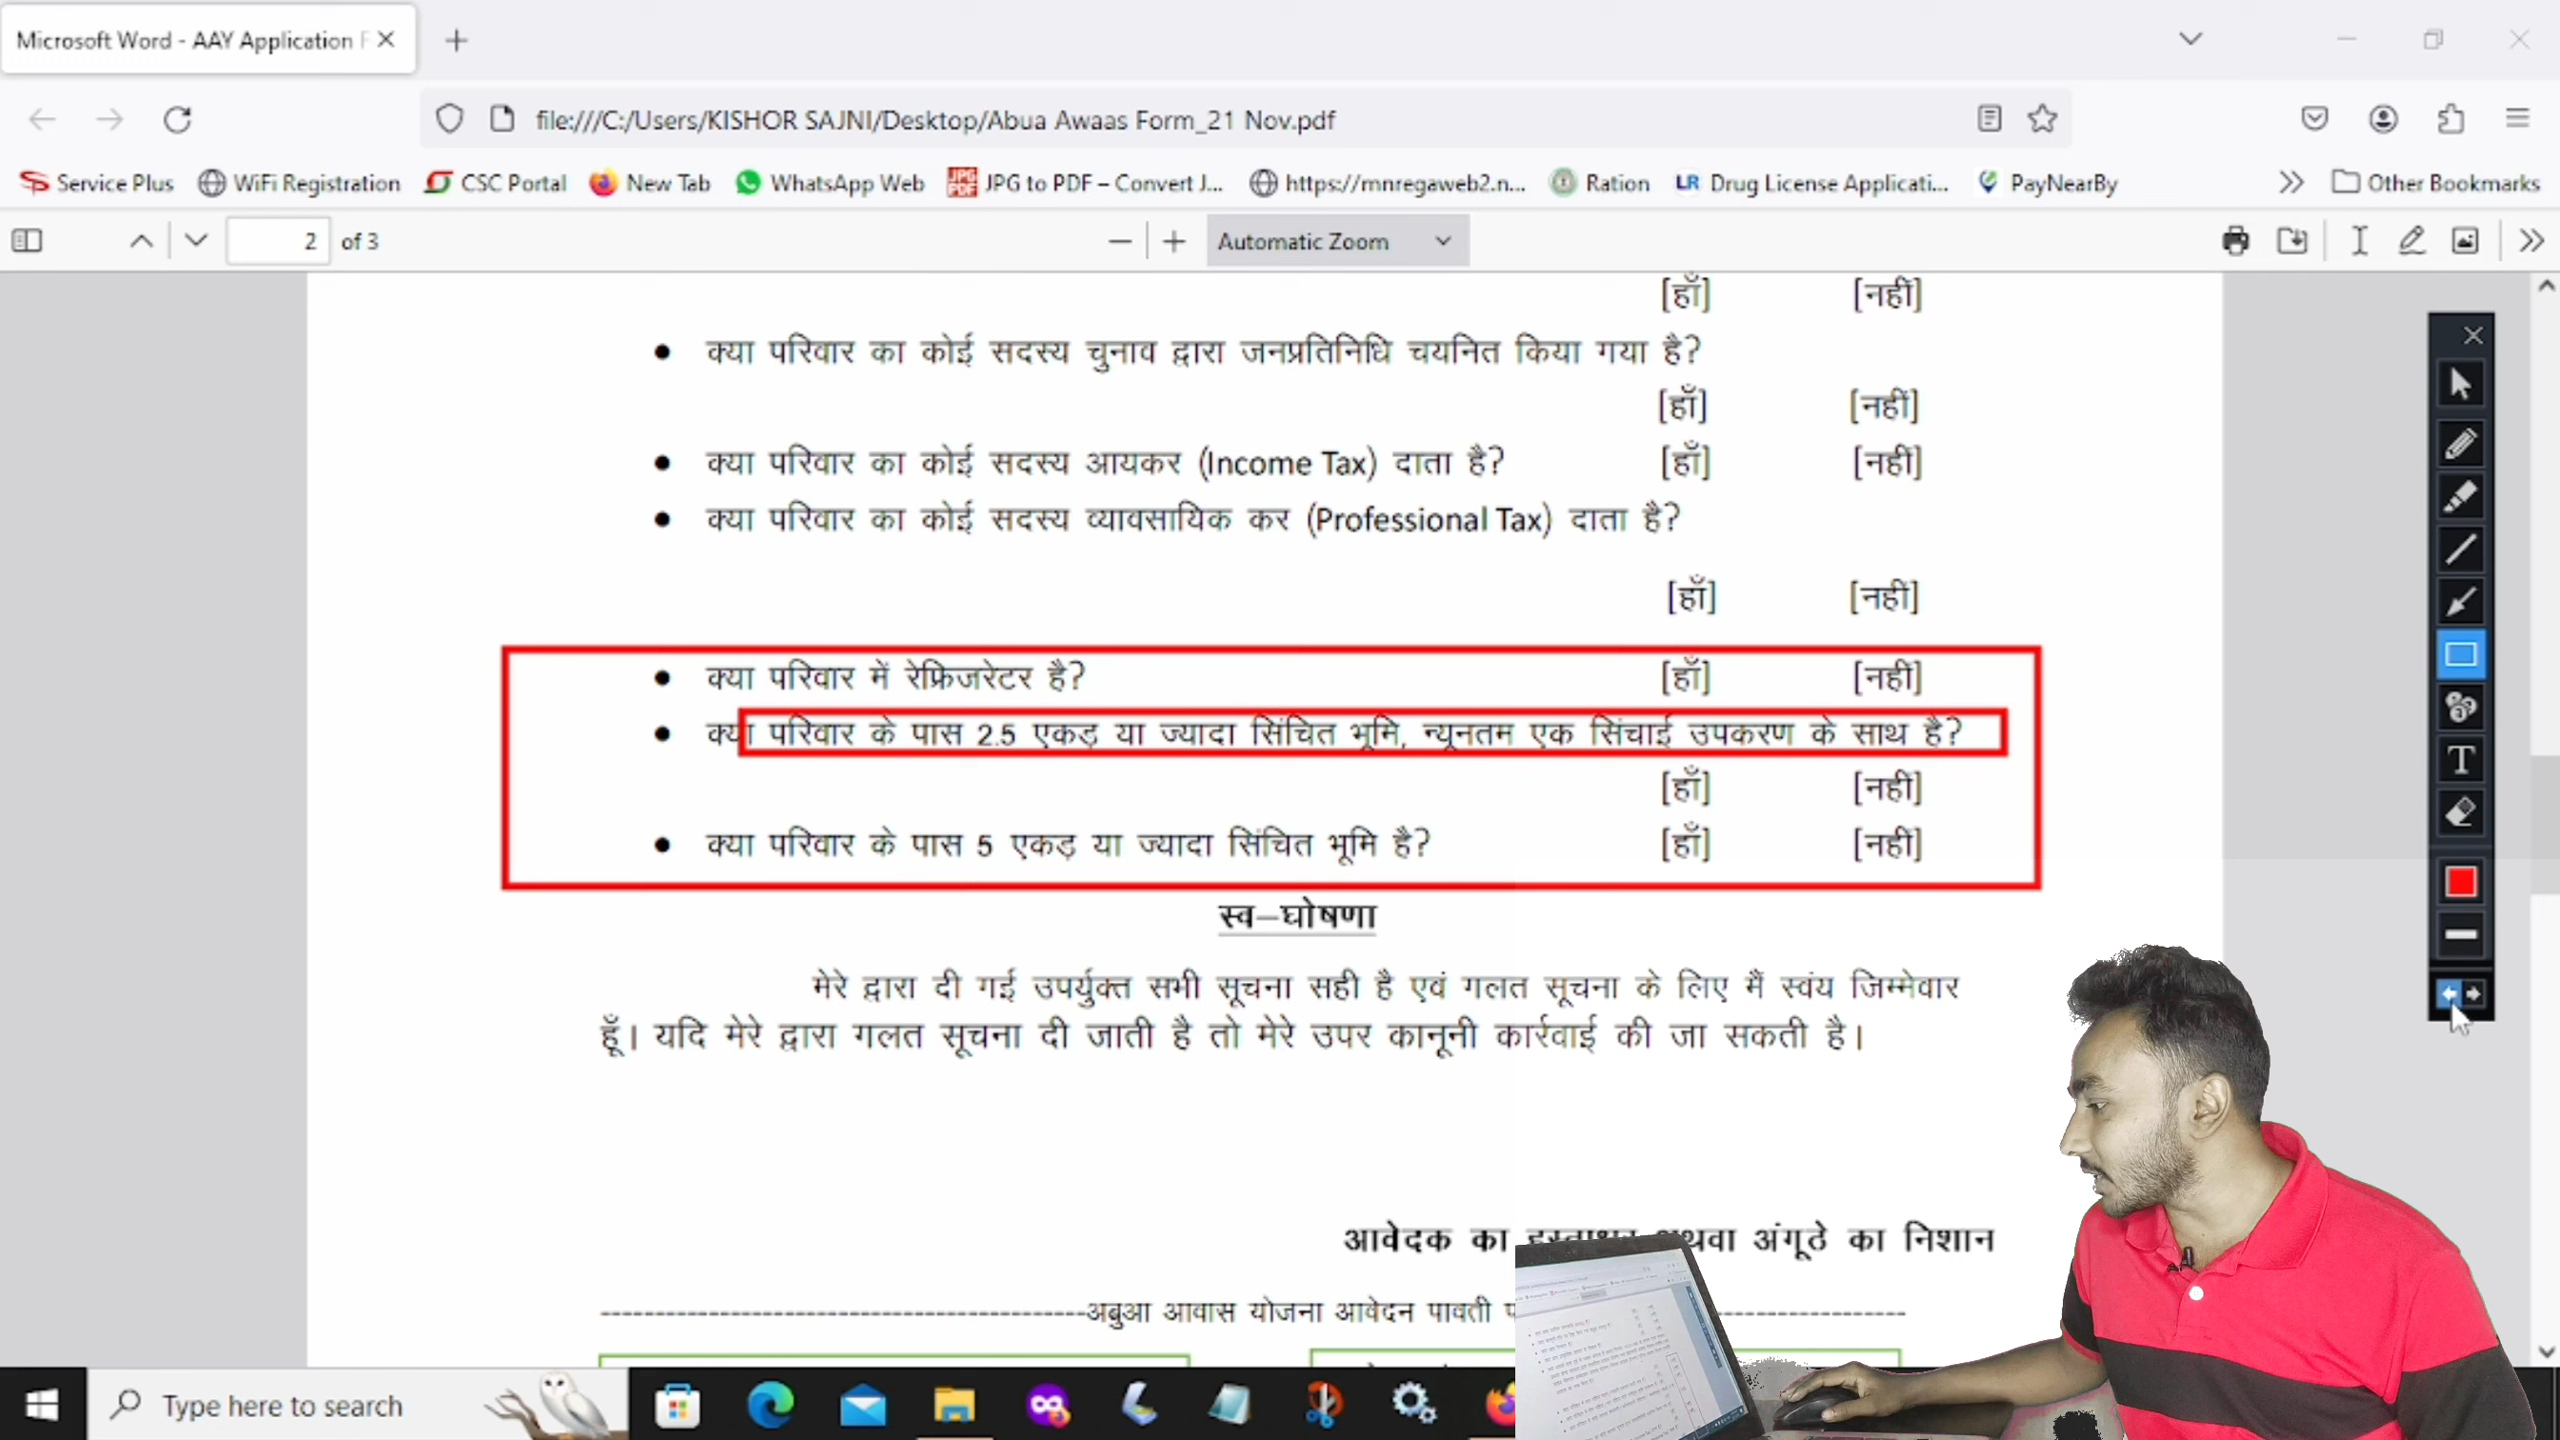 Microsoft Word - AAY Application F
file:///C:/Users/KISHOR SAJNI/Desktop/Abua Awaas Form_21 Nov.pdf
Service Plus WiFi Registration CSC Portal New Tab WhatsApp Web JPG to PDF – Convert J... https://mnregaweb2.n... Ration LR Drug License Applicati... PayNearBy Other Bookmarks
2 of 3 Automatic Zoom
[हाँ] [नहीं]
• क्या परिवार का कोई सदस्य चुनाव द्वारा जनप्रतिनिधि चयनित किया गया है?
[हाँ] [नहीं]
• क्या परिवार का कोई सदस्य आयकर (Income Tax) दाता है? [हाँ] [नहीं]
• क्या परिवार का कोई सदस्य व्यावसायिक कर (Professional Tax) दाता है?
[हाँ] [नहीं]
• क्या परिवार में रेफ्रिजरेटर है? [हाँ] [नहीं]
• क्या परिवार के पास 2.5 एकड़ या ज्यादा सिंचित भूमि, न्यूनतम एक सिंचाई उपकरण के साथ है?
[हाँ] [नहीं]
• क्या परिवार के पास 5 एकड़ या ज्यादा सिंचित भूमि है? [हाँ] [नहीं]
स्व–घोषणा
मेरे द्वारा दी गई उपर्युक्त सभी सूचना सही है एवं गलत सूचना के लिए मैं स्वंय जिम्मेवार
हूँ। यदि मेरे द्वारा गलत सूचना दी जाती है तो मेरे उपर कानूनी कार्रवाई की जा सकती है।
आवेदक का हस्ताक्षर अथवा अंगूठे का निशान
अबुआ आवास योजना आवेदन पावती
Type here to search